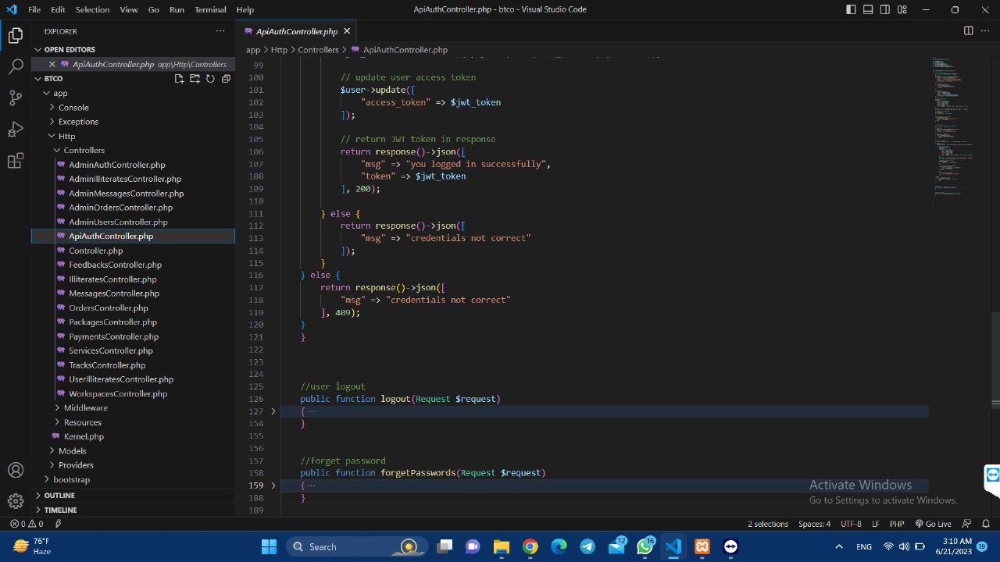 File Edit Selection View Go Run Terminal Help
ApiAuthController.php - btco - Visual Studio Code
EXPLORER
OPEN EDITORS
ApiAuthController.php app\Http\Controllers
BTCO
app
Console
Exceptions
Http
Controllers
AdminAuthController.php
AdminIlliteratesController.php
AdminMessagesController.php
AdminOrdersController.php
AdminUsersController.php
ApiAuthController.php
Controller.php
FeedbacksController.php
IlliteratesController.php
MessagesController.php
OrdersController.php
PackagesController.php
PaymentsController.php
ServicesController.php
TracksController.php
UserIlliteratesController.php
WorkspacesController.php
Middleware
Resources
Kernel.php
Models
Providers
bootstrap
OUTLINE
TIMELINE
ApiAuthController.php
app > Http > Controllers > ApiAuthController.php
99
100 // update user access token
101 $user->update([
102 "access_token" => $jwt_token
103 ]);
104
105 // return JWT token in response
106 return response()->json([
107 "msg" => "you logged in successfully",
108 "token" => $jwt_token
109 ], 200);
110
111 } else {
112 return response()->json([
113 "msg" => "credentials not correct"
114 ]);
115 }
116 } else {
117 return response()->json([
118 "msg" => "credentials not correct"
119 ], 409);
120 }
121 }
122
123
124
125 //user logout
126 public function logout(Request $request)
127 { ...
154 }
155
156
157 //forget password
158 public function forgetPasswords(Request $request)
159 { ...
188 }
189
Activate Windows
Go to Settings to activate Windows.
0 0
2 selections Spaces: 4 UTF-8 LF PHP Go Live
76°F
Haze
Search
12
16
ENG
3:10 AM
6/21/2023
19